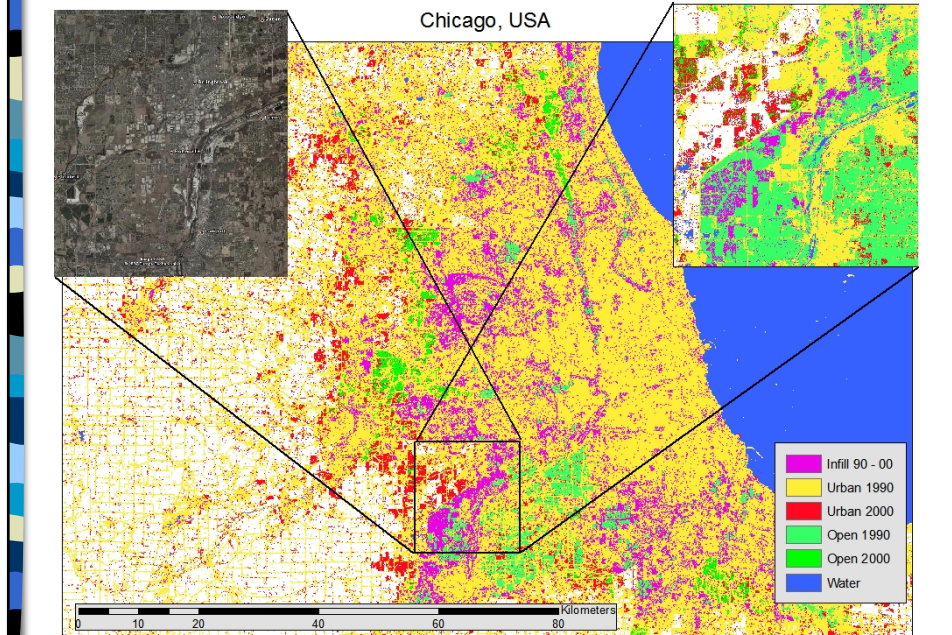 Chicago, USA
Infill 90 - 00
Urban 1990
Urban 2000
Open 1990
Open 2000
Water
Kilometers
0 10 20 40 60 80